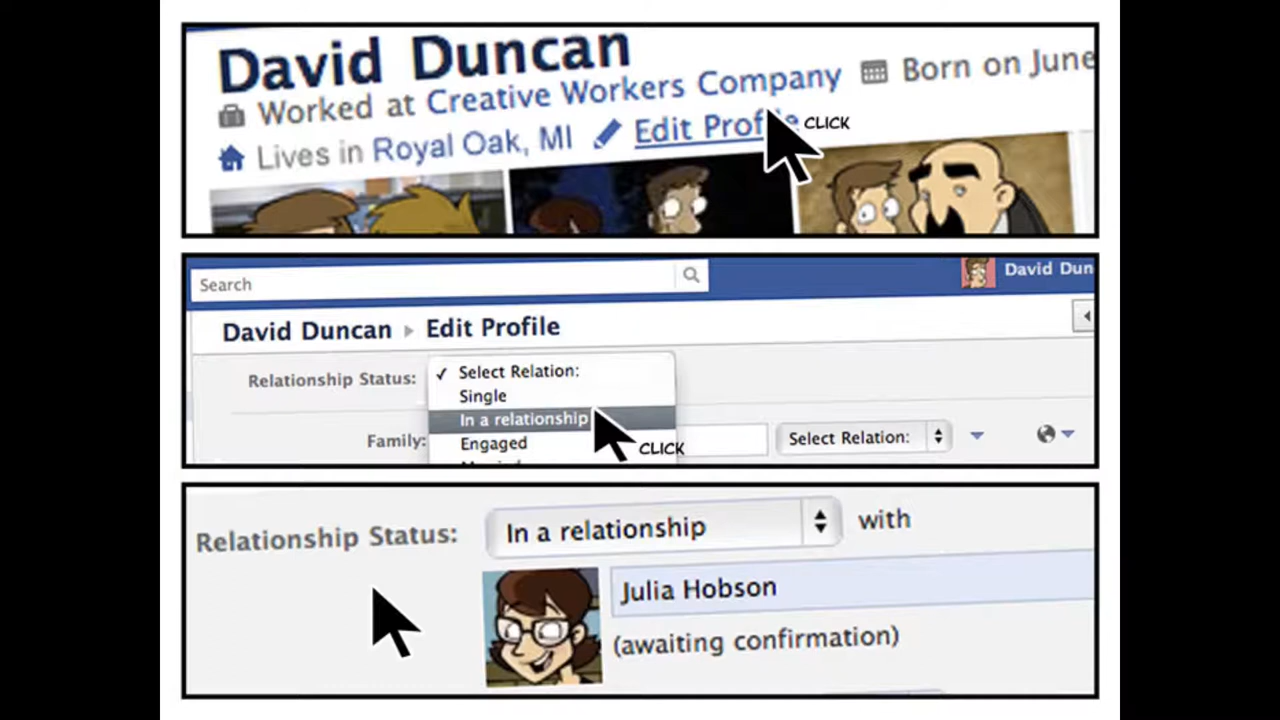 David Duncan
Worked at Creative Workers Company Born on June
Lives in Royal Oak, MI Edit Profile CLICK
Search David Dun
David Duncan Edit Profile
Relationship Status: Select Relation:
Single
In a relationship
Family: Engaged Select Relation:
CLICK
Relationship Status: In a relationship with
Julia Hobson
(awaiting confirmation)